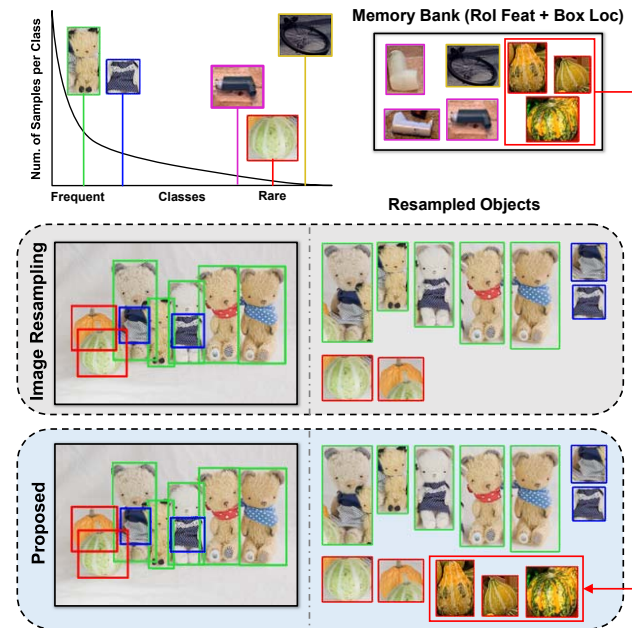 Memory Bank (RoI Feat + Box Loc)
Num. of Samples per Class
Frequent
Classes
Rare
Resampled Objects
Image Resampling
Proposed